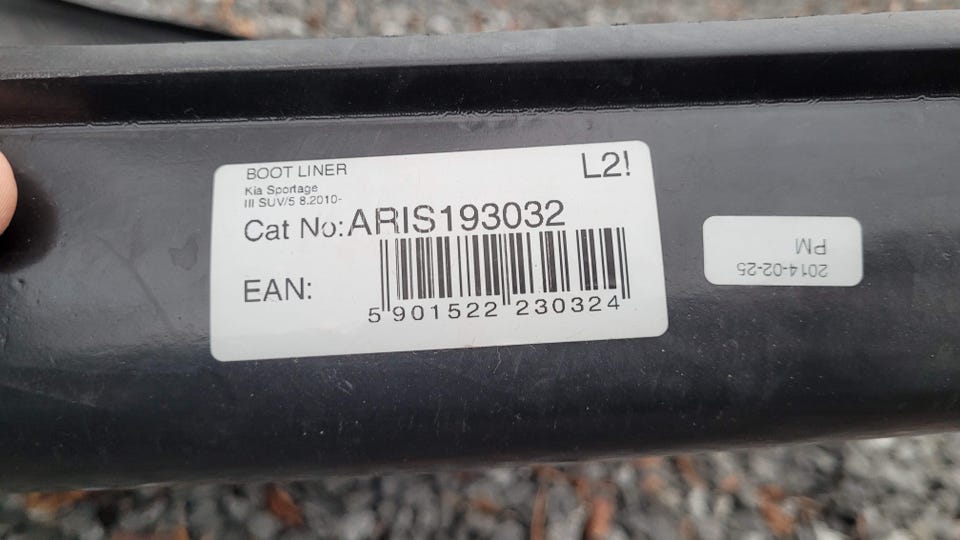 BOOT LINER
L2!
Kia Sportage
III SUV/5 8.2010-
Cat No:ARIS193032
EAN:
5 901522 230324
2014-02-25
PM